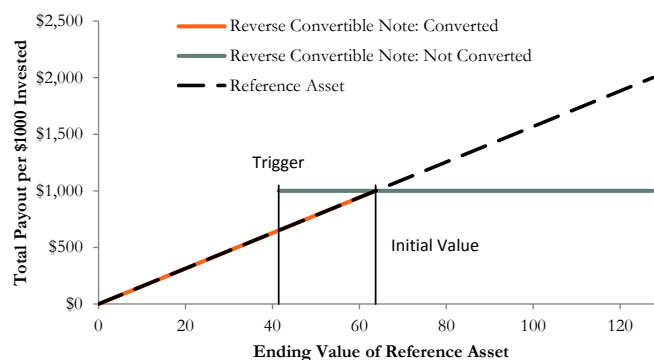 $2,500
Reverse Convertible Note: Converted
Reverse Convertible Note: Not Converted
$2,000
Reference Asset
Total Payout per $1000 Invested
$1,500
Trigger
$1,000
$500
Initial Value
$0
0 20 40 60 80 100 120
Ending Value of Reference Asset